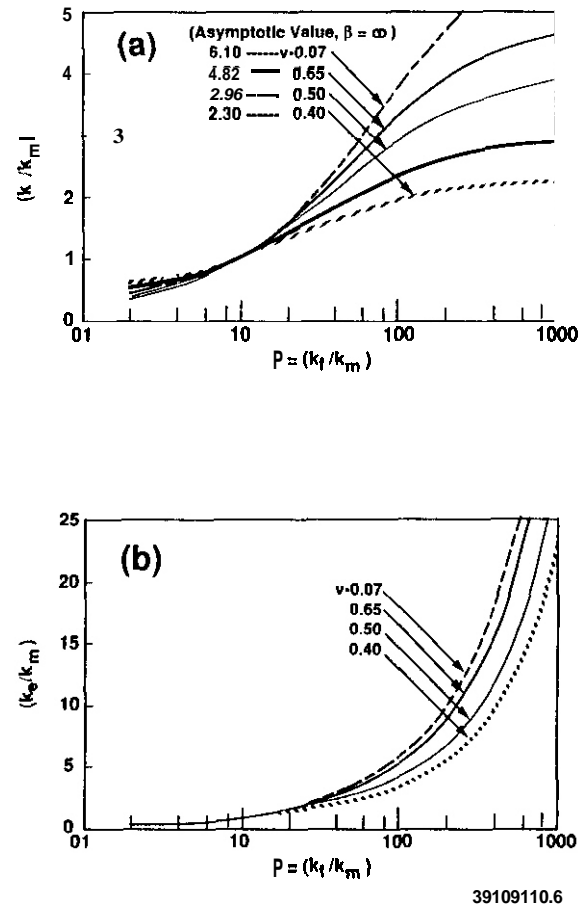 5
4
3
2
1
0
(k /k_m|
(a)
(Asymptotic Value, β = ∞)
6.10 v-0.07
4.82 0.65
2.96 0.50
2.30 0.40
01 10 100 1000
P = (k_f/k_m)
25
20
15
10
5
0
(k_e/k_m)
(b)
v-0.07
0.65
0.50
0.40
01 10 100 1000
P = (k_f/k_m)
39109110.6